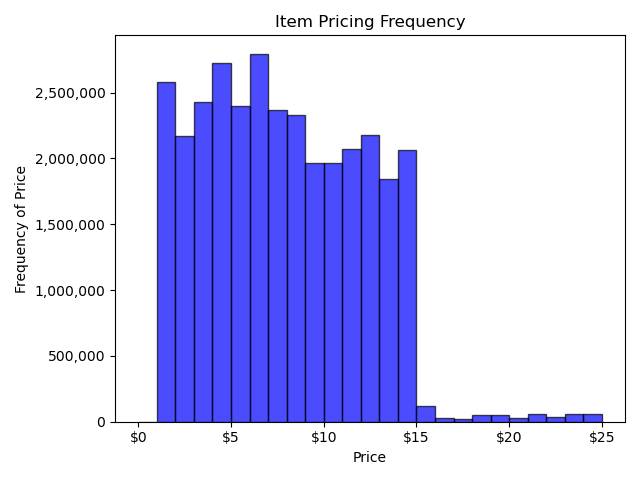 Item Pricing Frequency
Frequency of Price
2,500,000
2,000,000
1,500,000
1,000,000
500,000
0
$0 $5 $10 $15 $20 $25
Price